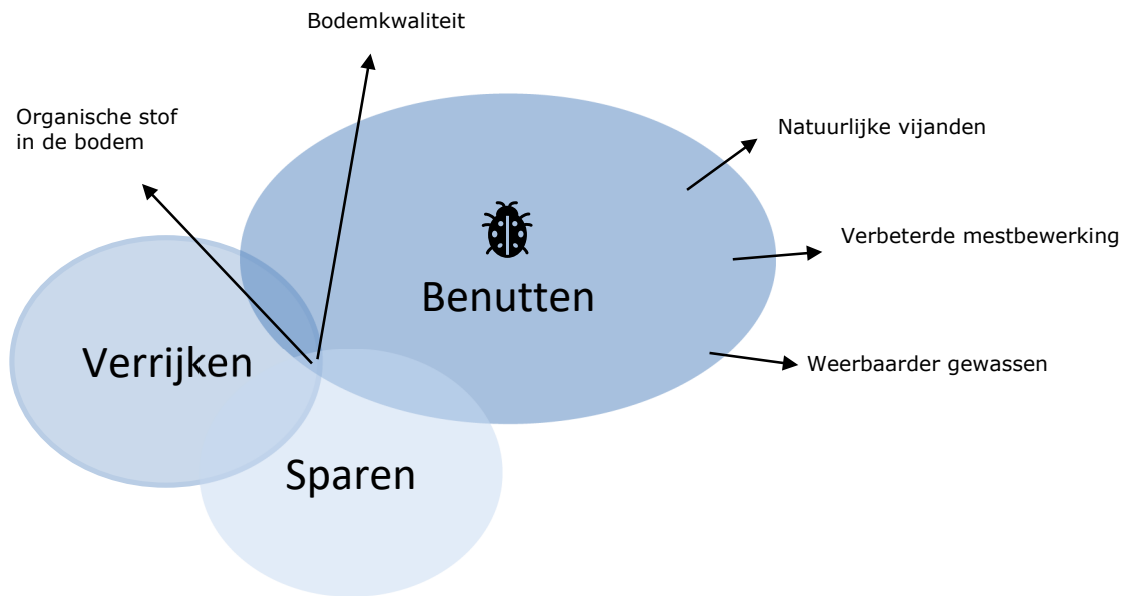 Bodemkwaliteit
Organische stof
in de bodem
Natuurlijke vijanden
Verbeterde mestbewerking
Benutten
Verrijken
Weerbaarder gewassen
Sparen